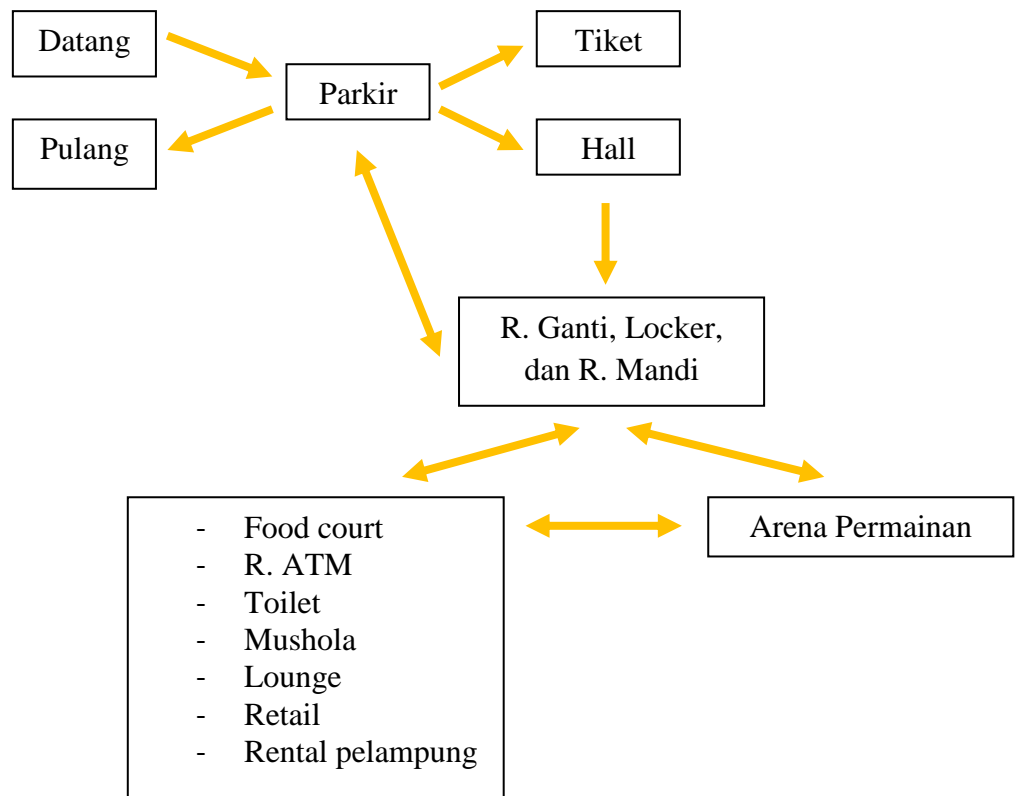 Datang
Tiket
Parkir
Pulang
Hall
R. Ganti, Locker,
dan R. Mandi
- Food court
- R. ATM
- Toilet
- Mushola
- Lounge
- Retail
- Rental pelampung
Arena Permainan